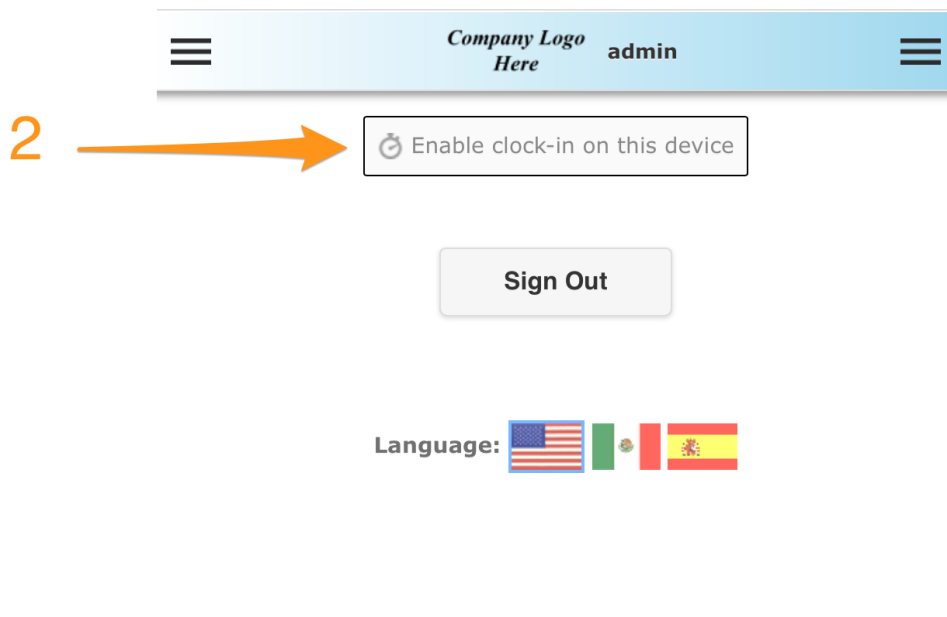 Company Logo
Here
admin
2
Enable clock-in on this device
Sign Out
Language: